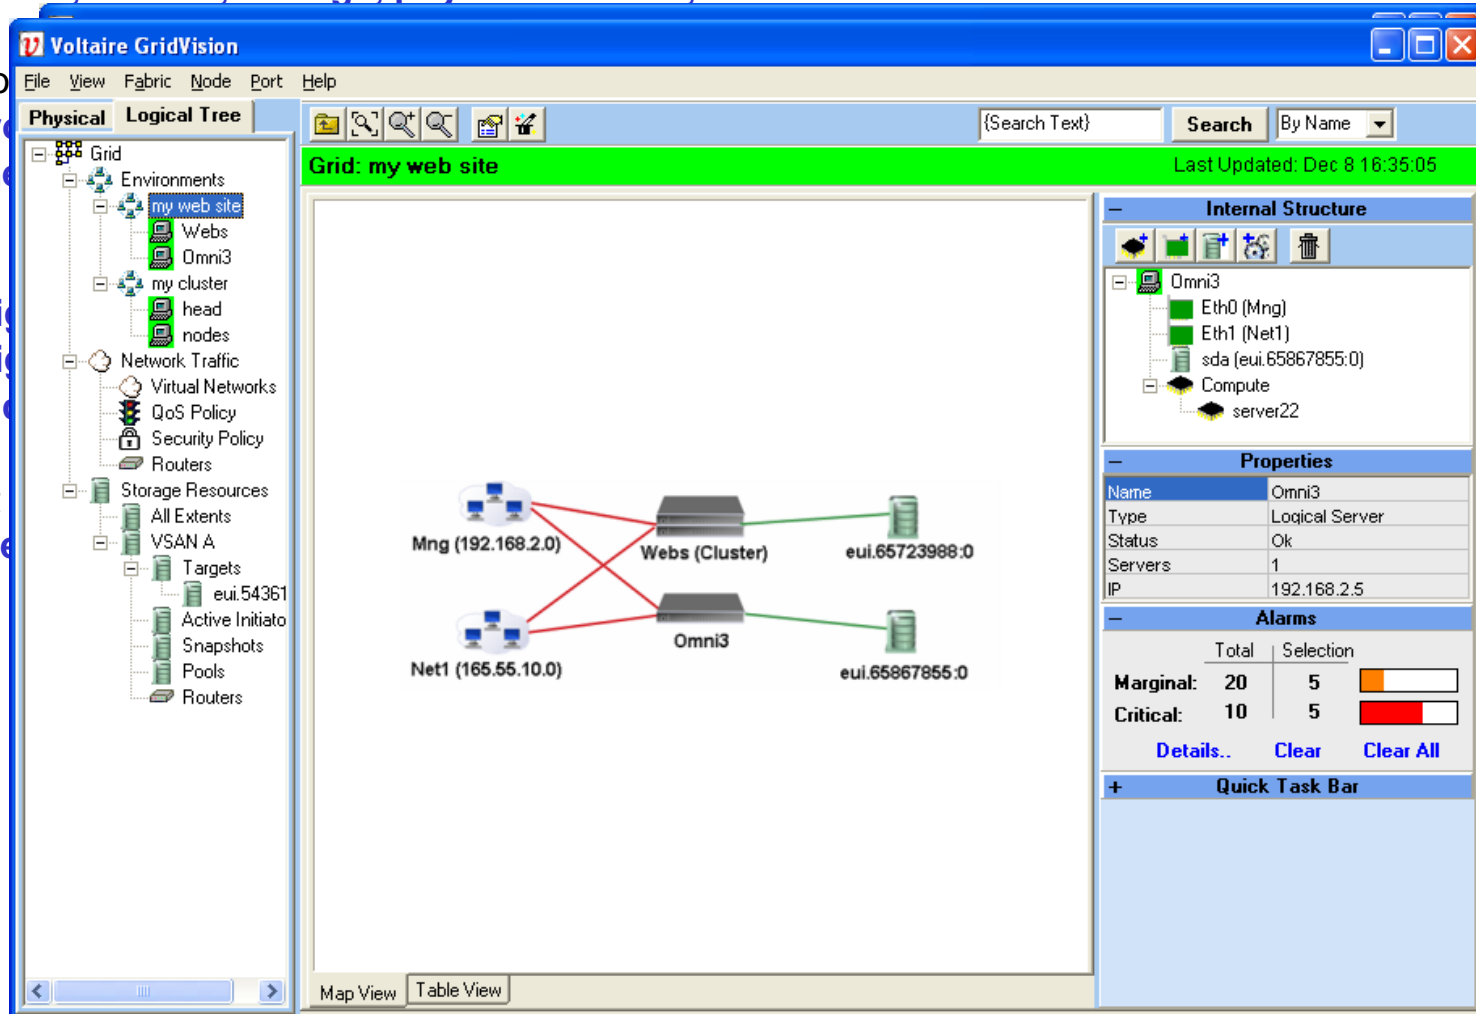 Voltaire GridVision
File View Fabric Node Port Help
Physical Logical Tree
{Search Text} Search By Name
Grid: my web site Last Updated: Dec 8 16:35:05
Grid
Environments
my web site
Webs
Omni3
my cluster
head
nodes
Network Traffic
Virtual Networks
QoS Policy
Security Policy
Routers
Storage Resources
All Extents
VSAN A
Targets
eui.54361
Active Initiato
Snapshots
Pools
Routers
Mng (192.168.2.0)
Webs (Cluster)
eui.65723988:0
Net1 (165.55.10.0)
Omni3
eui.65867855:0
Map View Table View
Internal Structure
Omni3
Eth0 (Mng)
Eth1 (Net1)
sda (eui.65867855:0)
Compute
server22
Properties
Name Omni3
Type Logical Server
Status Ok
Servers 1
IP 192.168.2.5
Alarms
Total Selection
Marginal: 20 5
Critical: 10 5
Details.. Clear Clear All
Quick Task Bar